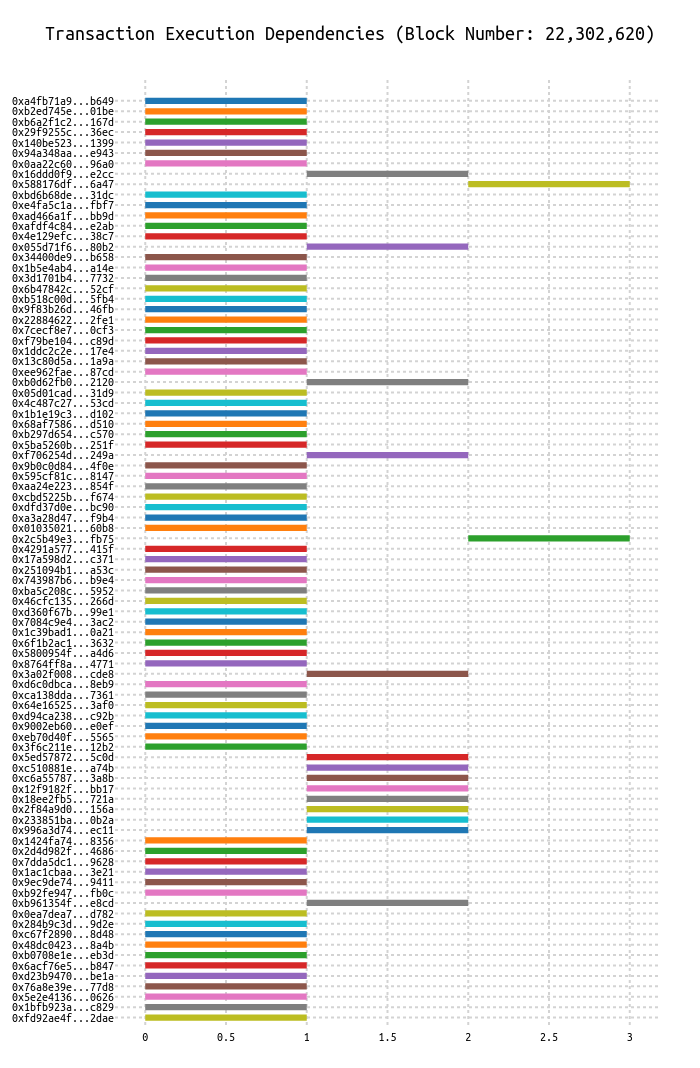 Transaction Execution Dependencies (Block Number: 22,302,620)
0xa4fb71a9...b649
0xb2ed745e...01be
0xb6a2f1c2...167d
0x29f9255c...36ec
0x140be523...1399
0x94a348aa...e943
0x0aa22c60...96a0
0x16ddd0f9...e2cc
0x588176df...6a47
0xbd6b68de...31dc
0xe4fa5c1a...fbf7
0xad466a1f...bb9d
0xafdf4c84...e2ab
0x4e129efc...38c7
0x055d71f6...80b2
0x34400de9...b658
0x1b5e4ab4...a14e
0x3d1701b4...7732
0x6b47842c...52cf
0xb518c00d...5fb4
0x9f83b26d...46fb
0x22884622...2fe1
0x7cecf8e7...0cf3
0xf79be104...c89d
0x1ddc2c2e...17e4
0x13c80d5a...1a9a
0xee962fae...87cd
0xb0d62fb0...2120
0x05d01cad...31d9
0x4c487c27...53cd
0x1b1e19c3...d102
0x68af7586...d510
0xb297d654...c570
0x5ba5260b...251f
0xf706254d...249a
0x9b0c0d84...4f0e
0x595cf81c...8147
0xaa24e223...854f
0xcbd5225b...f674
0xdfd37d0e...bc90
0xa3a28d47...f9b4
0x01035021...60b8
0x2c5b49e3...fb75
0x4291a577...415f
0x17a598d2...c371
0x251094b1...a53c
0x743987b6...b9e4
0xba5c208c...5952
0x46cfc135...266d
0xd360f67b...99e1
0x7084c9e4...3ac2
0x1c39bad1...0a21
0x6f1b2ac1...3632
0x5800954f...a4d6
0x8764ff8a...4771
0x3a02f008...cde8
0xd6c0dbca...8eb9
0xca138dda...7361
0x64e16525...3af0
0xd94ca238...c92b
0x9002eb60...e0ef
0xeb70d40f...5565
0x3f6c211e...12b2
0x5ed57872...5c0d
0xc510881e...a74b
0xc6a55787...3a8b
0x12f9182f...bb17
0x18ee2fb5...721a
0x2f84a9d0...156a
0x233851ba...0b2a
0x996a3d74...ec11
0x1424fa74...8356
0x2d4d982f...4686
0x7dda5dc1...9628
0x1ac1cbaa...3e21
0x9ec9de74...9411
0xb92fe947...fb0c
0xb961354f...e8cd
0x0ea7dea7...d782
0x284b9c3d...9d2e
0xc67f2890...8d48
0x48dc0423...8a4b
0xb0708e1e...eb3d
0x6acf76e5...b847
0xd23b9470...be1a
0x76a8e39e...77d8
0x5e2e4136...0626
0x1bfb923a...c829
0xfd92ae4f...2dae
0 0.5 1 1.5 2 2.5 3